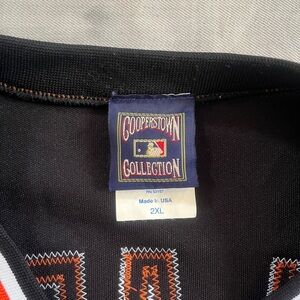 COOPERSTOWN
COLLECTION
Made in USA
2XL